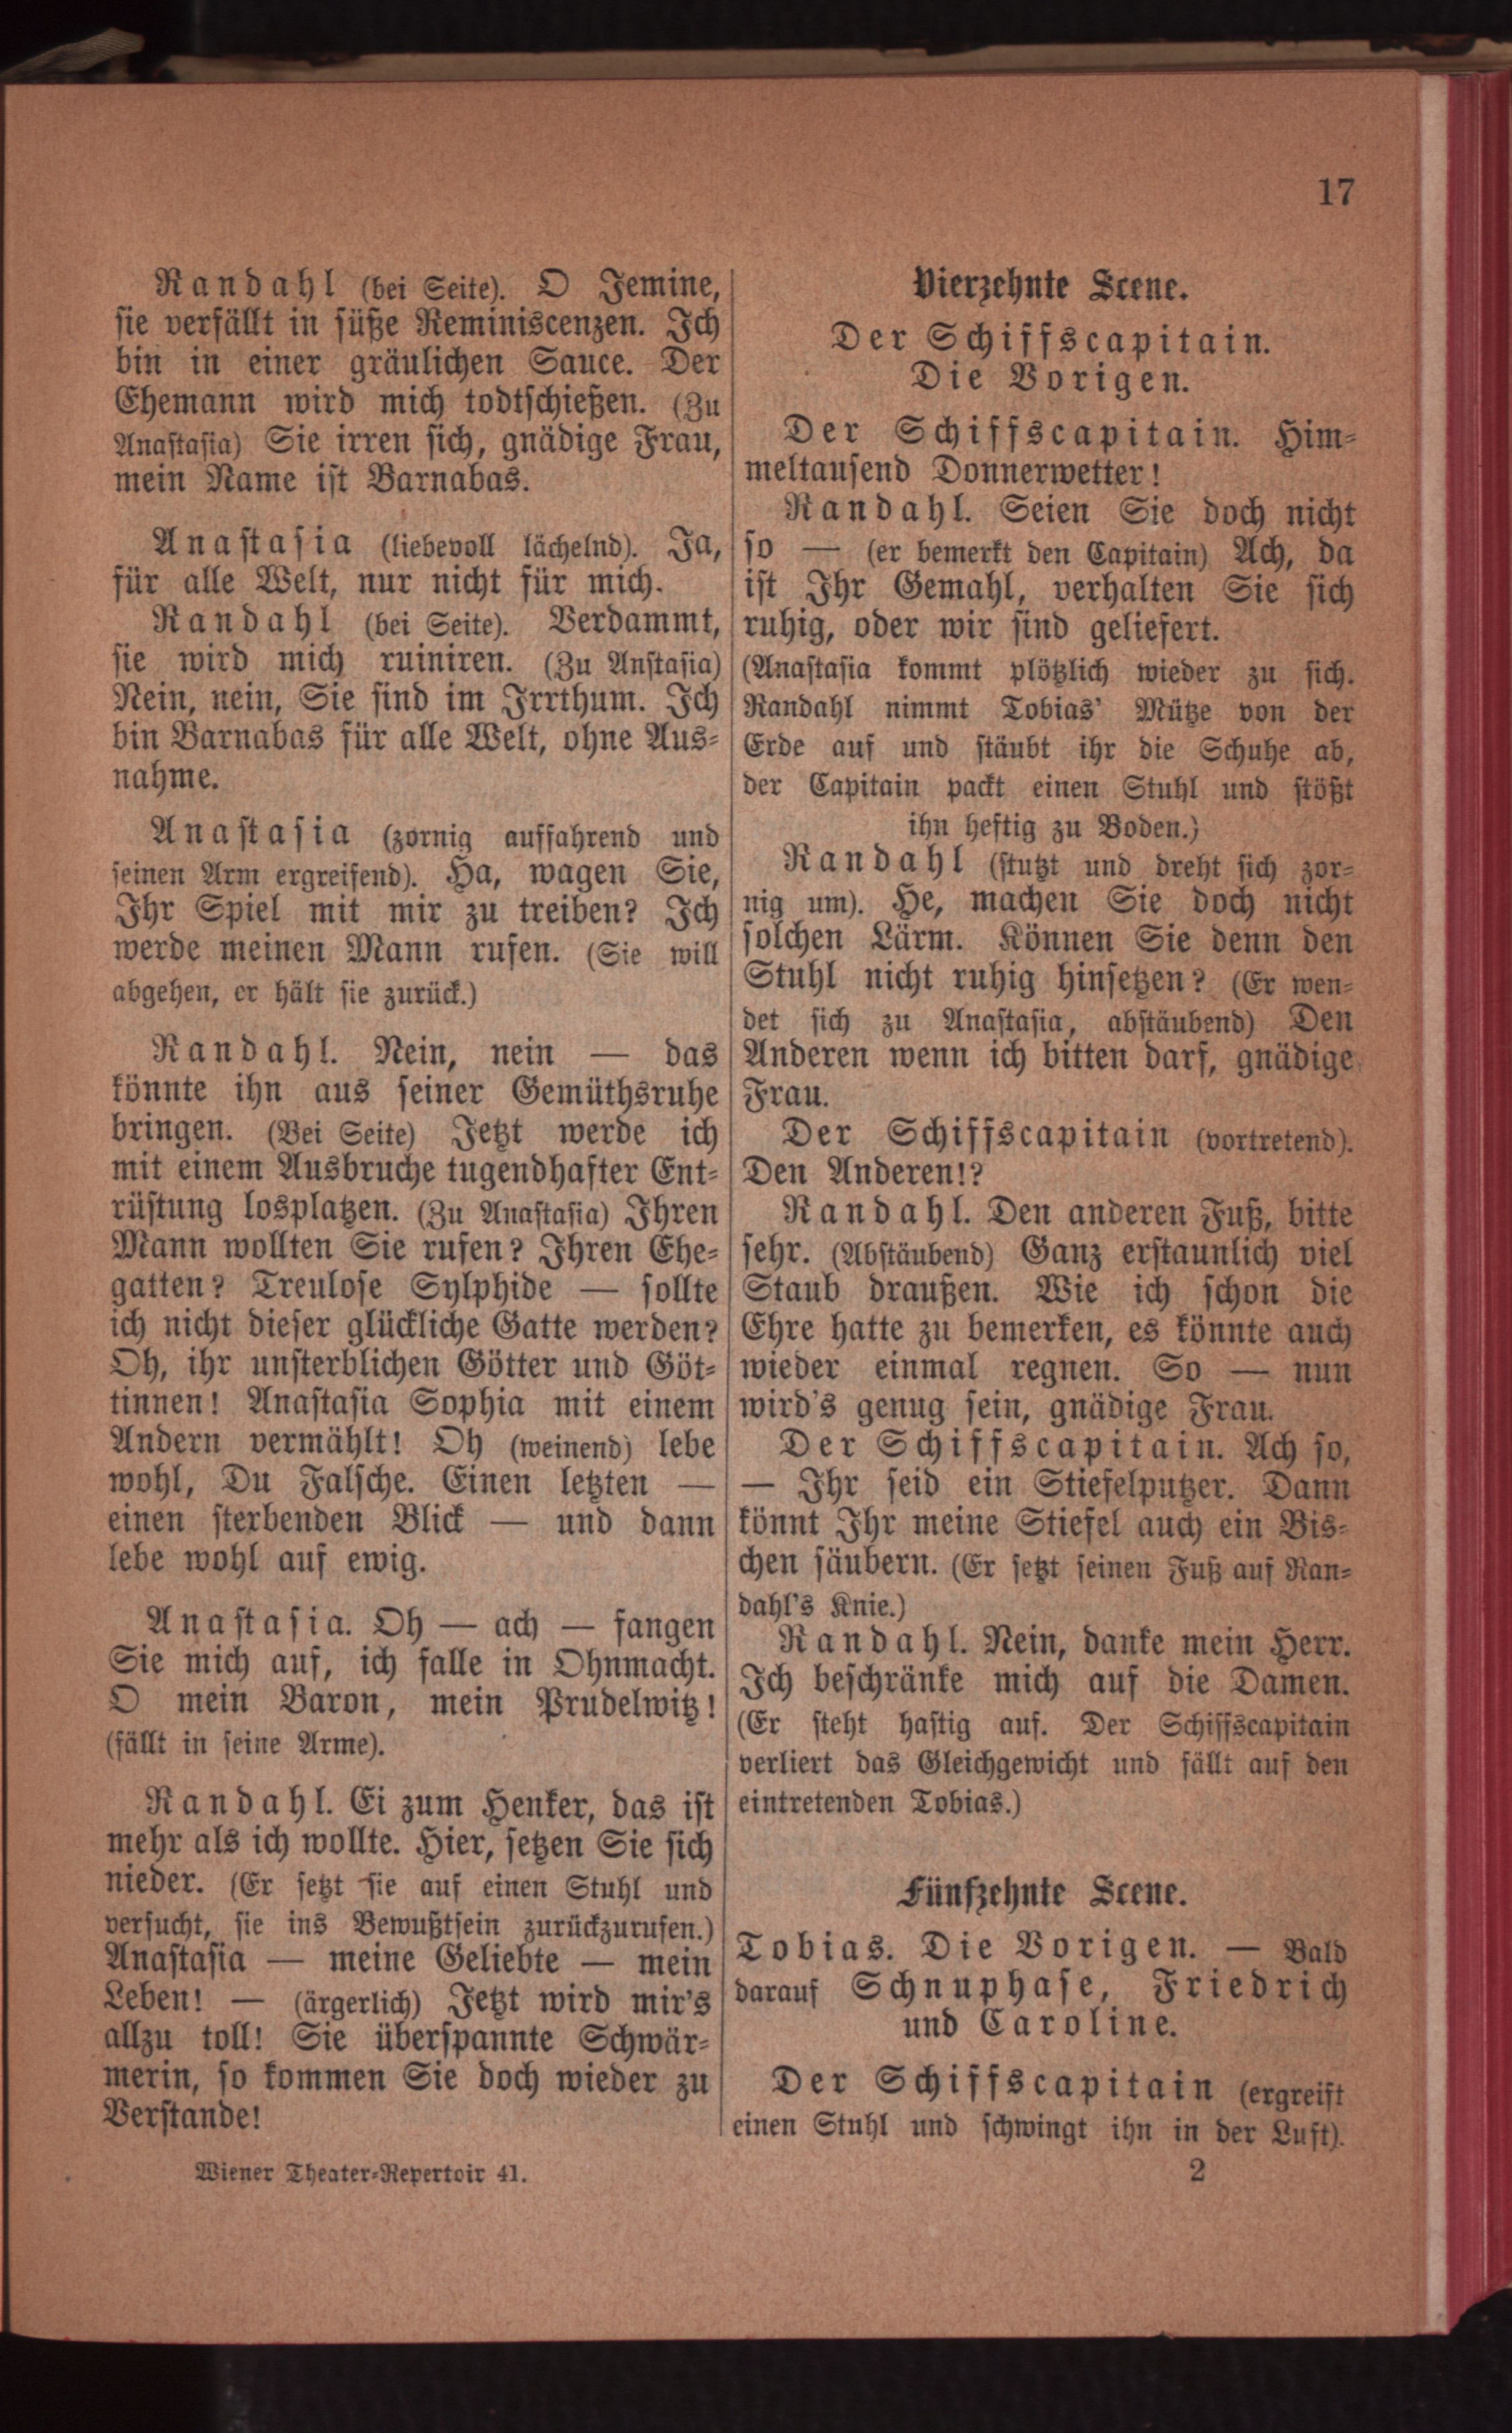 17
Randahl (bei Seite). O Jemine,
sie verfällt in süße Reminiscenzen. Ich
bin in einer gräulichen Sauce. Der
Ehemann wird mich todtschießen. (Zu
Anastasia) Sie irren sich, gnädige Frau,
mein Name ist Barnabas.
Anastasia (liebevoll lächelnd). Ja,
für alle Welt, nur nicht für mich.
Randahl (bei Seite). Verdammt,
sie wird mich ruiniren. (Zu Anstasia)
Nein, nein, Sie sind im Irrthum. Ich
bin Barnabas für alle Welt, ohne Aus-
nahme.
Anastasia (zornig auffahrend und
seinen Arm ergreifend). Ha, wagen Sie,
Ihr Spiel mit mir zu treiben? Ich
werde meinen Mann rufen. (Sie will
abgehen, er hält sie zurück.)
Randahl. Nein, nein — das
könnte ihn aus seiner Gemüthsruhe
bringen. (Bei Seite) Jetzt werde ich
mit einem Ausbruche tugendhafter Ent-
rüstung losplatzen. (Zu Anastasia) Ihren
Mann wollten Sie rufen? Ihren Ehe-
gatten? Treulose Sylphide — sollte
ich nicht dieser glückliche Gatte werden?
Oh, ihr unsterblichen Götter und Göt-
tinnen! Anastasia Sophia mit einem
Andern vermählt! Oh (weinend) lebe
wohl, Du Falsche. Einen letzten —
einen sterbenden Blick — und dann
lebe wohl auf ewig.
Anastasia. Oh — ach — fangen
Sie mich auf, ich falle in Ohnmacht.
O mein Baron, mein Prudelwitz!
(fällt in seine Arme).
Randahl. Ei zum Henker, das ist
mehr als ich wollte. Hier, setzen Sie sich
nieder. (Er setzt sie auf einen Stuhl und
versucht, sie ins Bewußtsein zurückzurufen.)
Anastasia — meine Geliebte — mein
Leben! — (ärgerlich) Jetzt wird mir's
allzu toll! Sie überspannte Schwär-
merin, so kommen Sie doch wieder zu
Verstande!
Wiener Theater-Repertoir 41.
Vierzehnte Scene.
Der Schiffscapitain.
Die Vorigen.
Der Schiffscapitain. Him-
meltausend Donnerwetter!
Randahl. Seien Sie doch nicht
so — (er bemerkt den Capitain) Ach, da
ist Ihr Gemahl, verhalten Sie sich
ruhig, oder wir sind geliefert.
(Anastasia kommt plötzlich wieder zu sich.
Randahl nimmt Tobias' Mütze von der
Erde auf und stäubt ihr die Schuhe ab,
der Capitain packt einen Stuhl und stößt
ihn heftig zu Boden.)
Randahl (stutzt und dreht sich zor-
nig um). He, machen Sie doch nicht
solchen Lärm. Können Sie denn den
Stuhl nicht ruhig hinsetzen? (Er wen-
det sich zu Anastasia, abstäubend) Den
Anderen wenn ich bitten darf, gnädige
Frau.
Der Schiffscapitain (vortretend).
Den Anderen!?
Randahl. Den anderen Fuß, bitte
sehr. (Abstäubend) Ganz erstaunlich viel
Staub draußen. Wie ich schon die
Ehre hatte zu bemerken, es könnte auch
wieder einmal regnen. So — nun
wird's genug sein, gnädige Frau.
Der Schiffscapitain. Ach so,
— Ihr seid ein Stiefelputzer. Dann
könnt Ihr meine Stiefel auch ein Bis-
chen säubern. (Er setzt seinen Fuß auf Ran-
dahl's Knie.)
Randahl. Nein, danke mein Herr.
Ich beschränke mich auf die Damen.
(Er steht hastig auf. Der Schiffscapitain
verliert das Gleichgewicht und fällt auf den
eintretenden Tobias.)
Fünfzehnte Scene.
Tobias. Die Vorigen. — Bald
darauf Schnuphase, Friedrich
und Caroline.
Der Schiffscapitain (ergreift
einen Stuhl und schwingt ihn in der Luft).
2